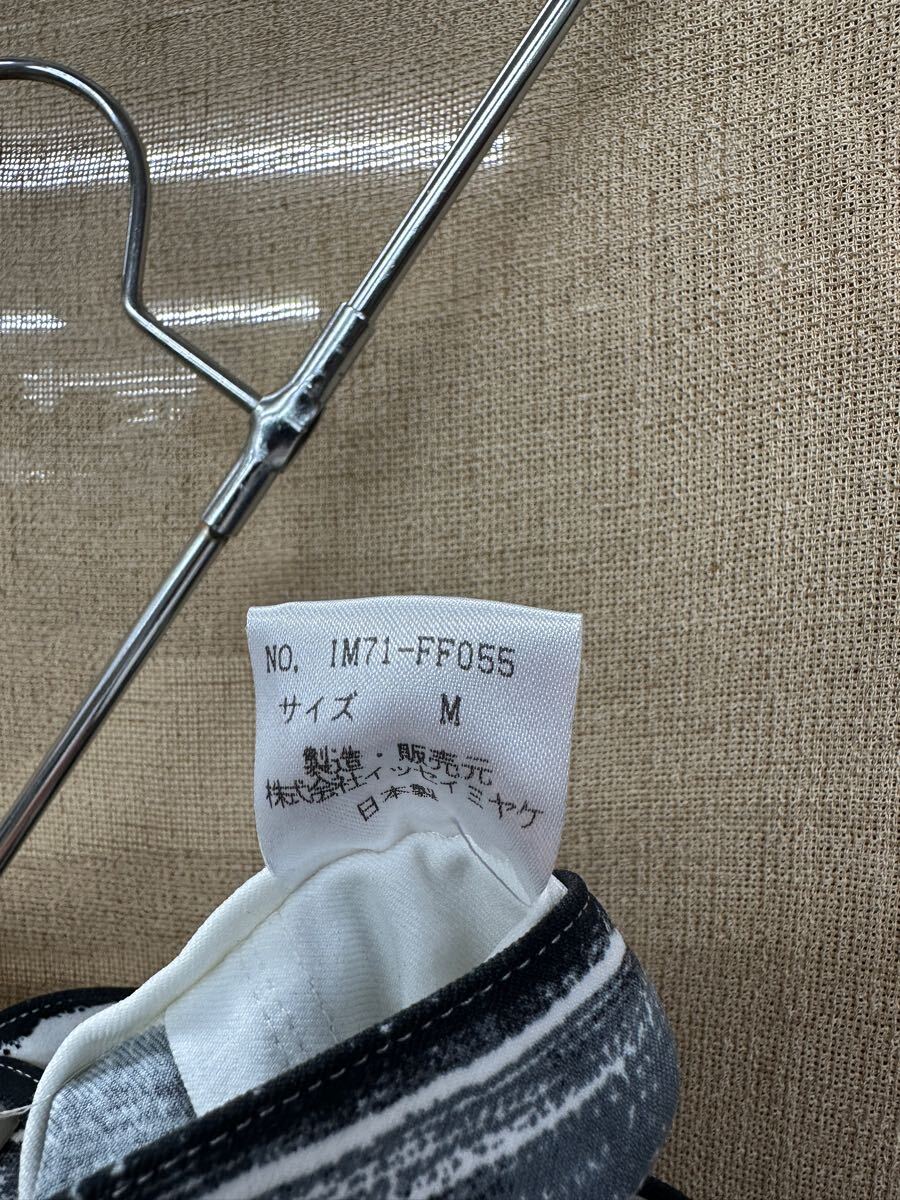 NO. IM71-FF055
サイズ M
製造・販売元
株式会社イッセイミヤケ
日本製